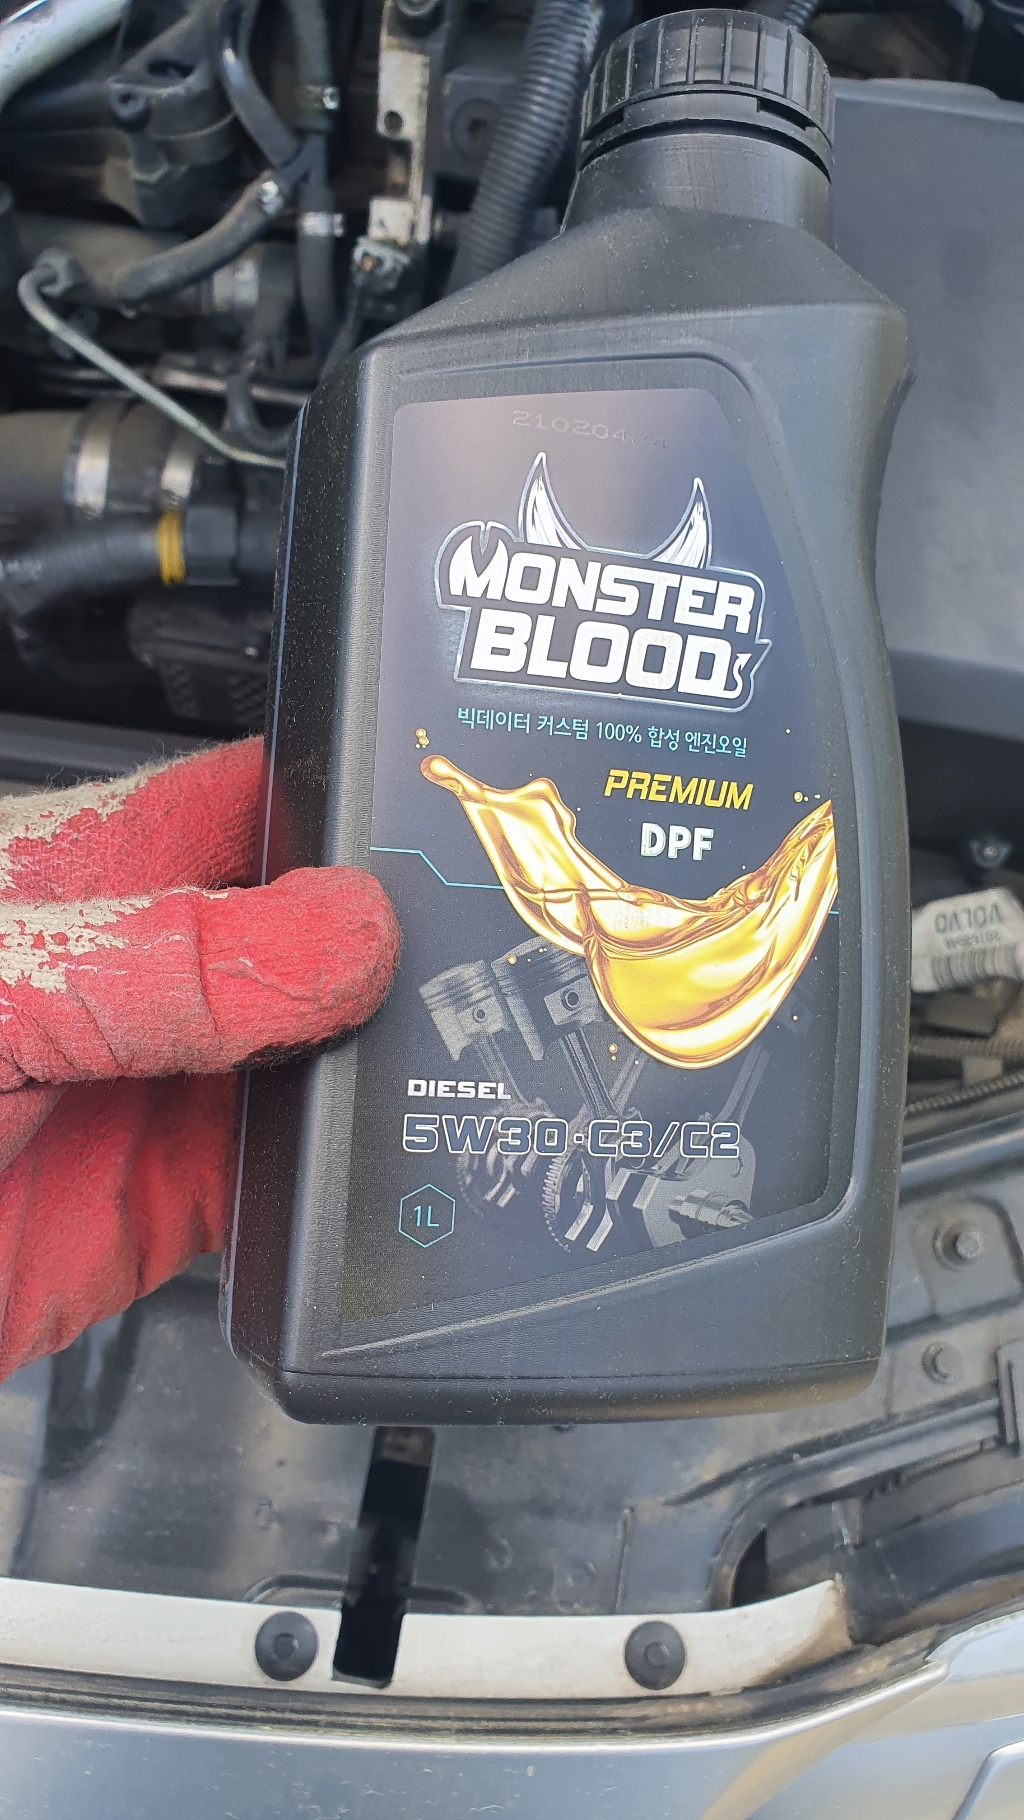 MONSTER
BLOOD
빅데이터 커스텀 100% 합성 엔진오일
PREMIUM
DPF
VOLVO
DIESEL
5W30·C3/C2
1L